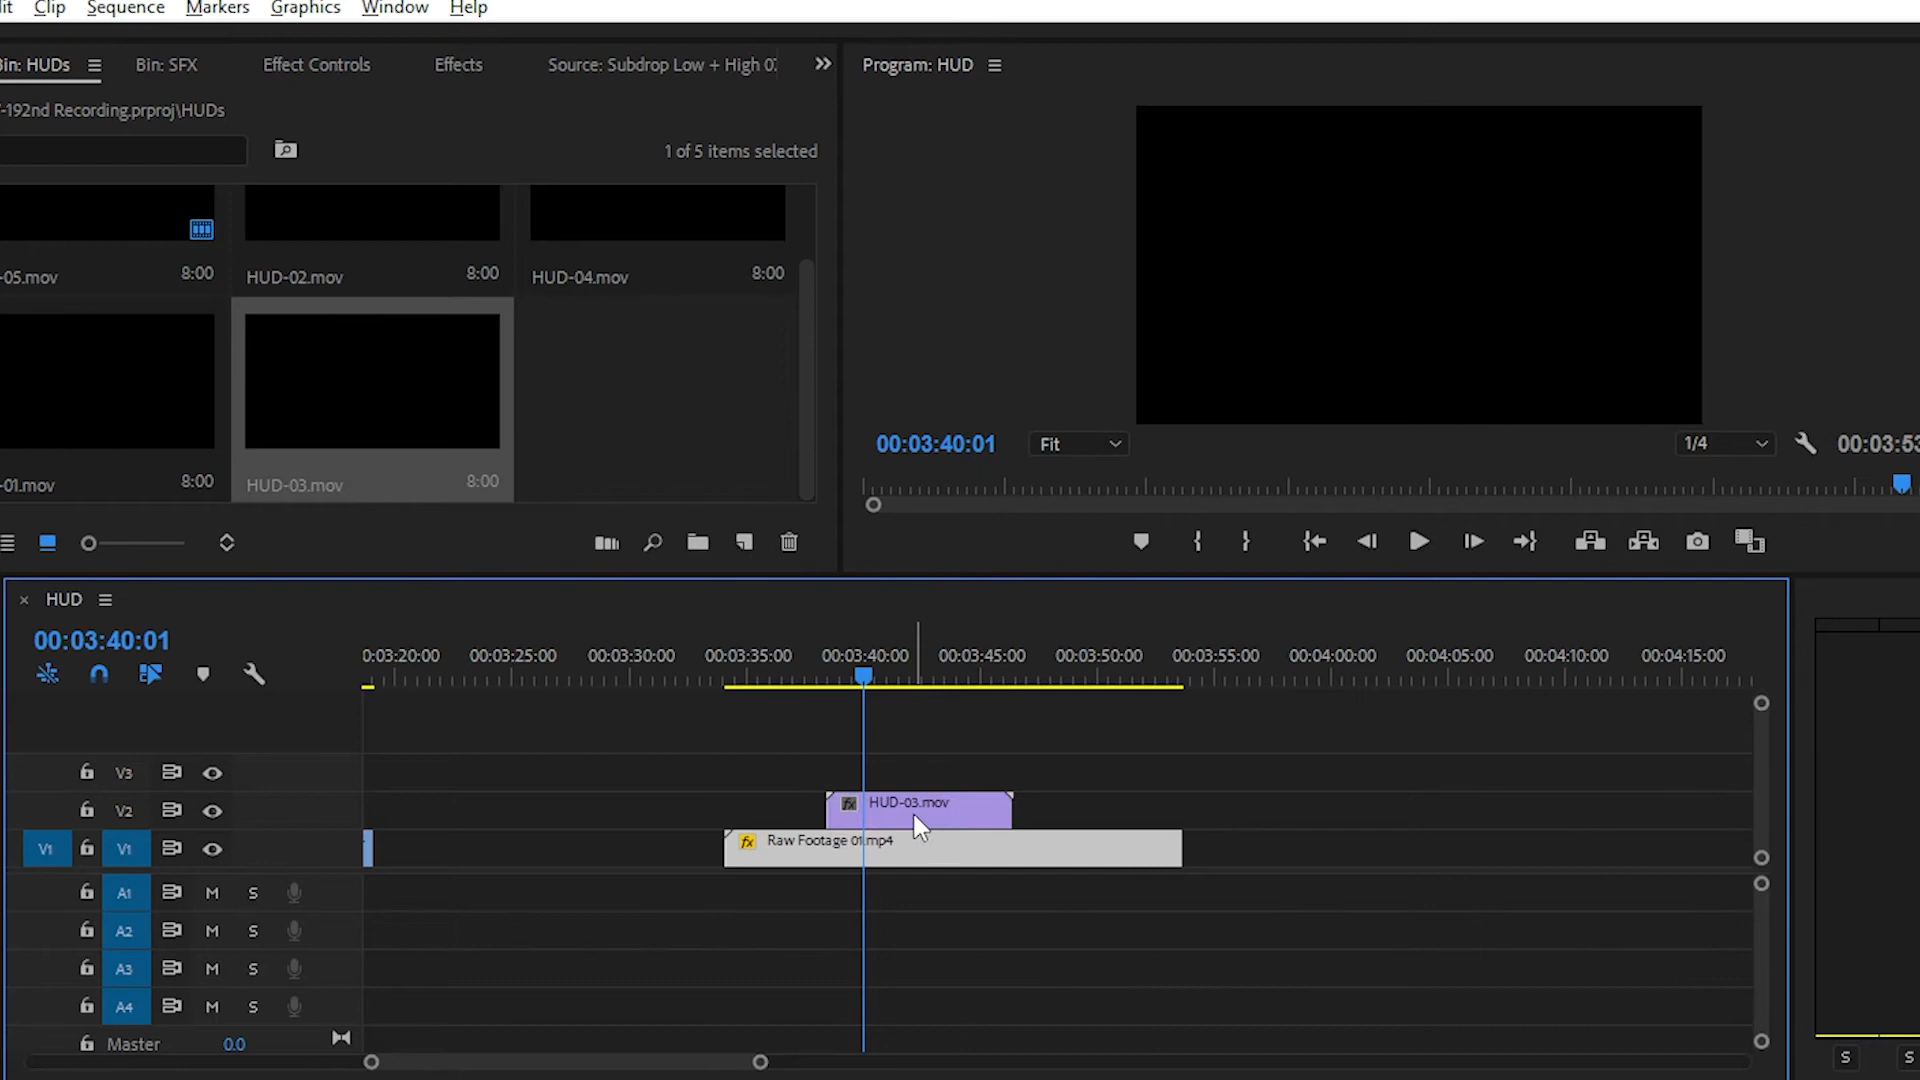 it Clip Sequence Markers Graphics Window Help
Bin: HUDs Bin: SFX Effect Controls Effects Source: Subdrop Low + High 0 Program: HUD
-192nd Recording.prproj\HUDs
1 of 5 items selected
-05.mov 8:00 HUD-02.mov 8:00 HUD-04.mov 8:00
-01.mov 8:00 HUD-03.mov 8:00
00:03:40:01 Fit 1/4 00:03:53
HUD
00:03:40:01
0:03:20:00 00:03:25:00 00:03:30:00 00:03:35:00 00:03:40:00 00:03:45:00 00:03:50:00 00:03:55:00 00:04:00:00 00:04:05:00 00:04:10:00 00:04:15:00
V3
V2 fx HUD-03.mov
V1 V1 fx Raw Footage 01.mp4
A1 M S
A2 M S
A3 M S
A4 M S
Master 0.0
S S